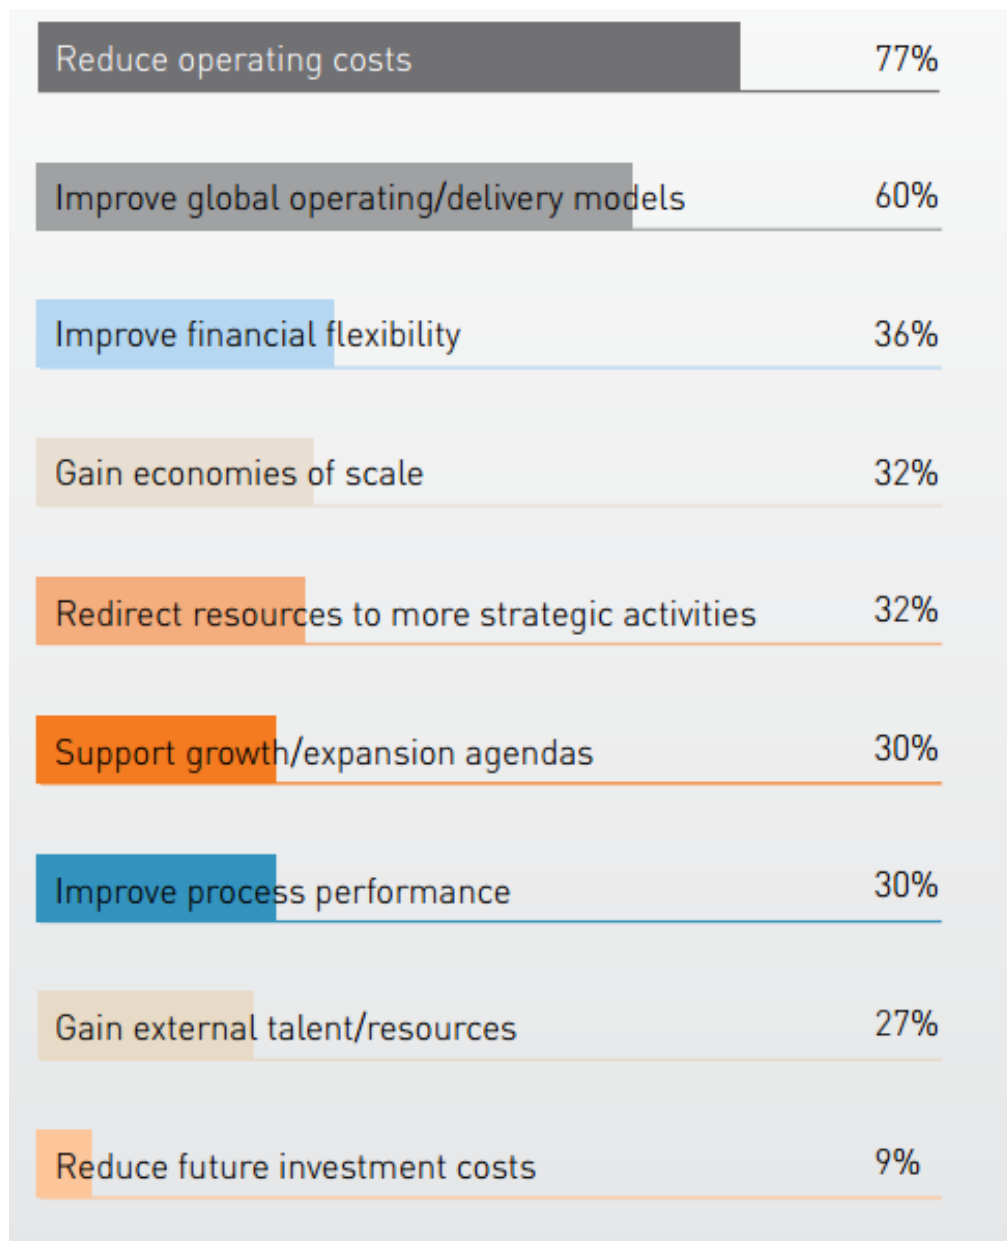 Reduce operating costs 77%
Improve global operating/delivery models 60%
Improve financial flexibility 36%
Gain economies of scale 32%
Redirect resources to more strategic activities 32%
Support growth/expansion agendas 30%
Improve process performance 30%
Gain external talent/resources 27%
Reduce future investment costs 9%